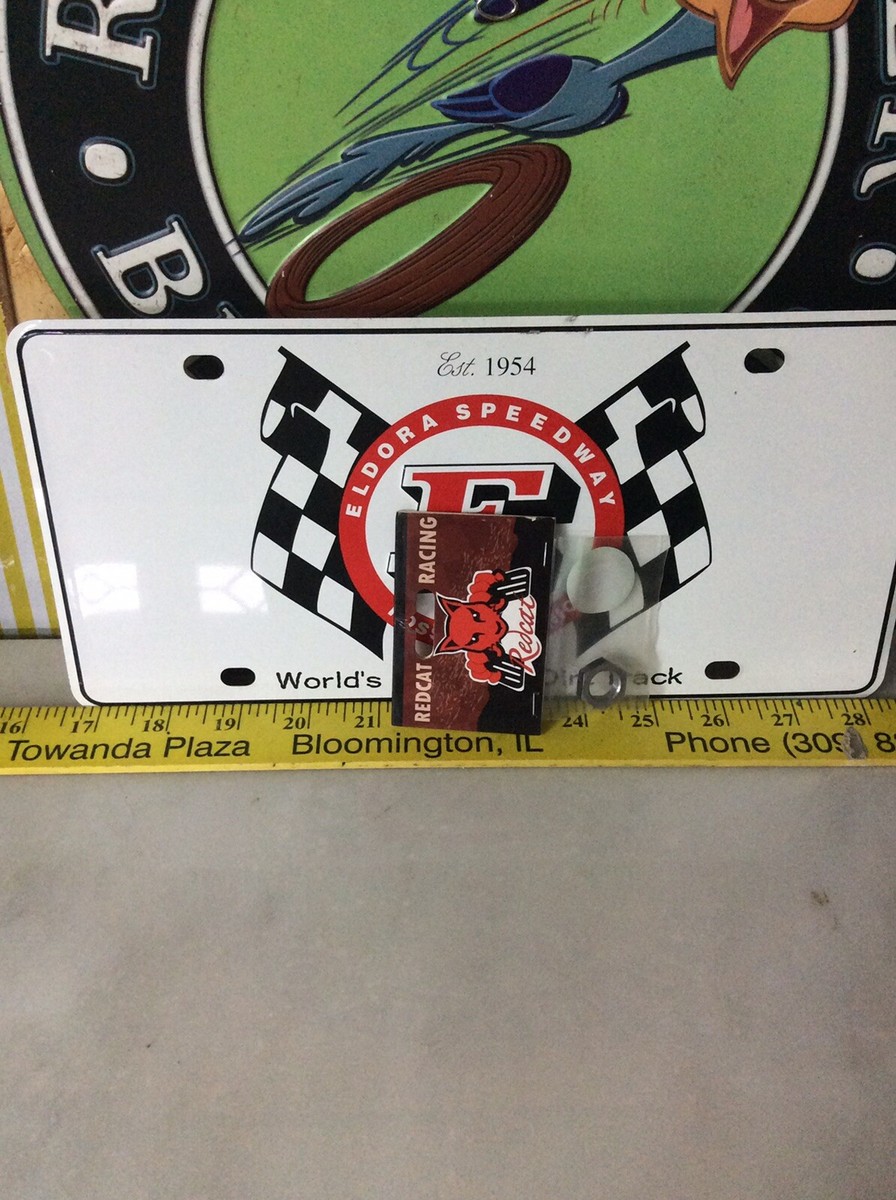 Est. 1954
ELDORA SPEEDWAY
E
REDCAT RACING
Redcat
World's
16 17 18 19 20 21 24 25 26 27 28
Towanda Plaza Bloomington, IL Phone (309)